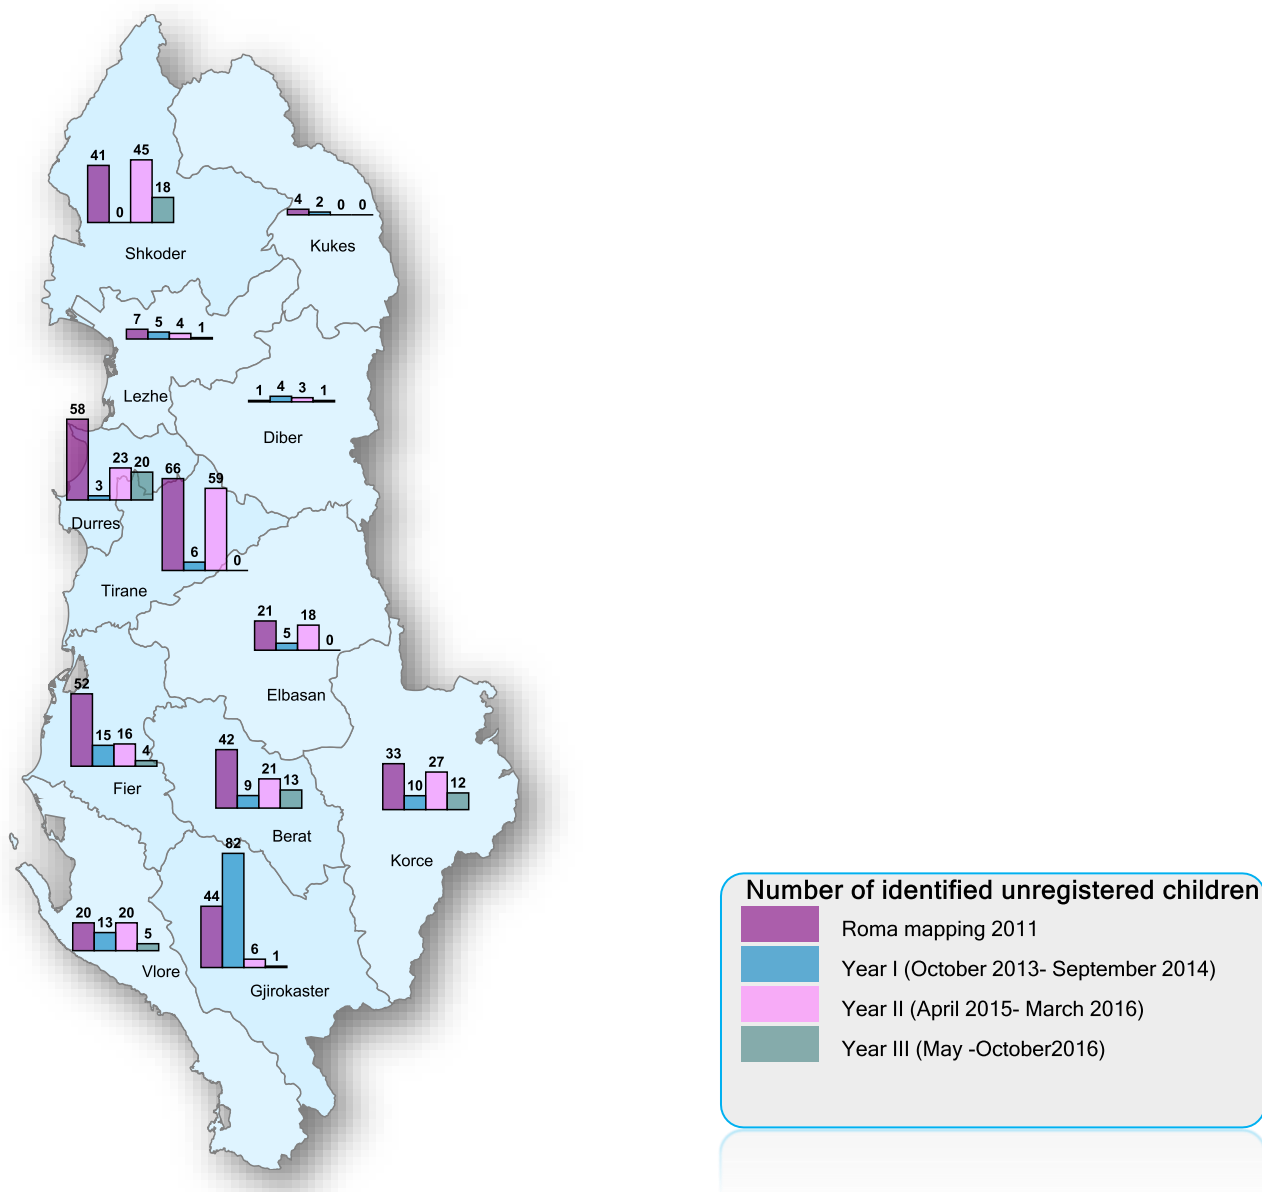 41 0 45 18
Shkoder
4 2 0 0
Kukes
7 5 4 1
Lezhe
1 4 3 1
Diber
58 3 23 20
Durres
66 6 59 0
Tirane
21 5 18 0
Elbasan
52 15 16 4
Fier
42 9 21 13
Berat
33 10 27 12
Korce
20 13 20 5
Vlore
44 82 6 1
Gjirokaster
Number of identified unregistered children
Roma mapping 2011
Year I (October 2013- September 2014)
Year II (April 2015- March 2016)
Year III (May -October2016)